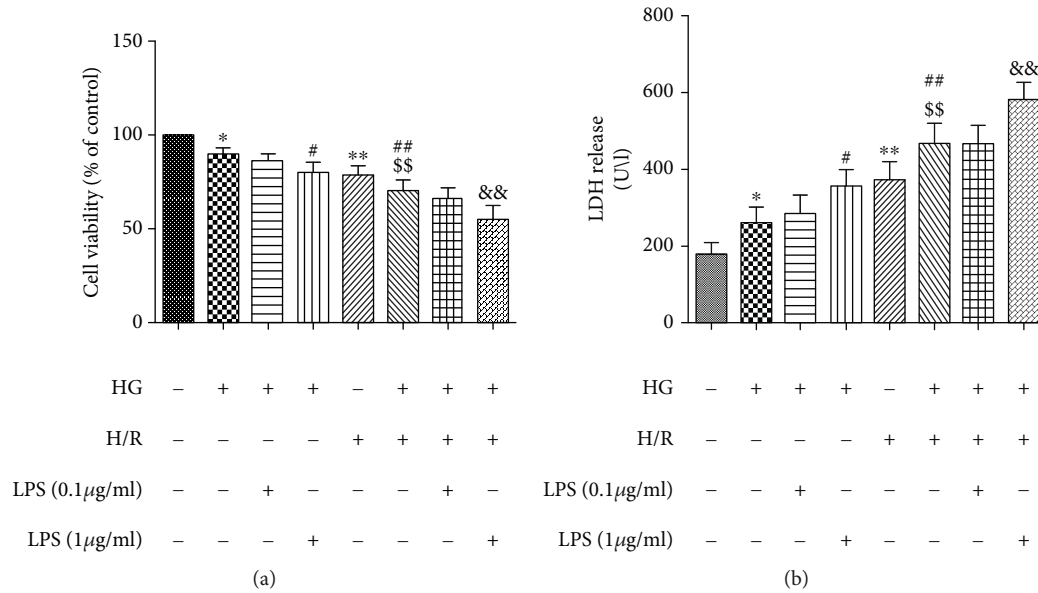 150
100
50
0
Cell viability (% of control)
*
#
**
##
$$
&&
HG – + + + – + + +
H/R – – – – + + + +
LPS (0.1μg/ml) – – + – – – + –
LPS (1μg/ml) – – – + – – – +
(a)
800
600
400
200
0
LDH release
(U\l)
*
#
**
##
$$
&&
HG – + + + – + + +
H/R – – – – + + + +
LPS (0.1μg/ml) – – + – – – + –
LPS (1μg/ml) – – – + – – – +
(b)